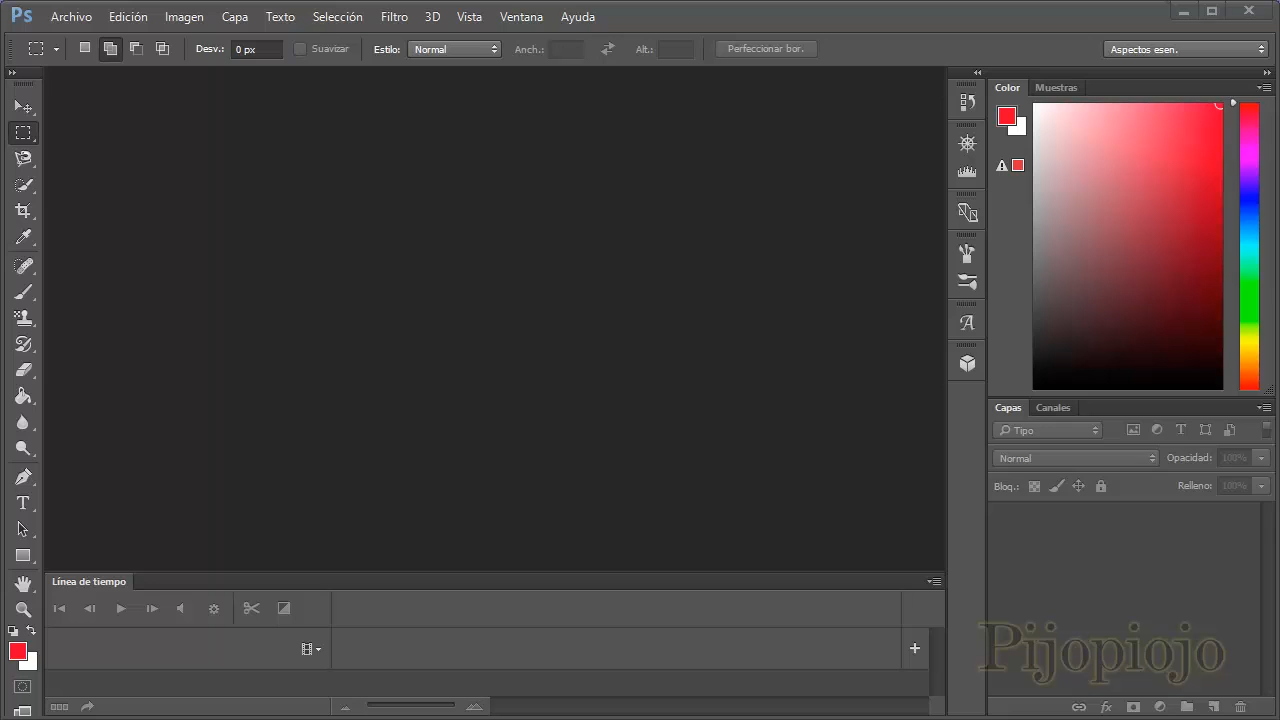 Ps Archivo Edición Imagen Capa Texto Selección Filtro 3D Vista Ventana Ayuda
Desv.: 0 px Suavizar Estilo: Normal Anch.: Alt.: Perfeccionar bor. Aspectos esen.
Color Muestras
Capas Canales
Tipo
Normal Opacidad: 100%
Bloq.: Relleno: 100%
Línea de tiempo
Pijopiojo